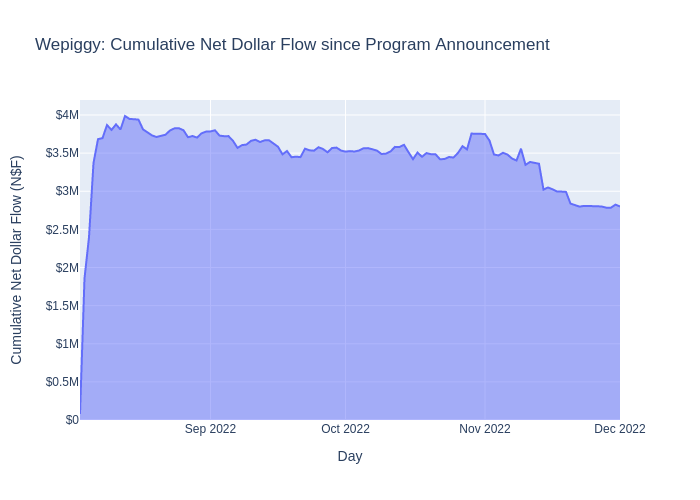 Wepiggy: Cumulative Net Dollar Flow since Program Announcement
Cumulative Net Dollar Flow (N$F)
$4M
$3.5M
$3M
$2.5M
$2M
$1.5M
$1M
$0.5M
$0
Sep 2022
Oct 2022
Nov 2022
Dec 2022
Day